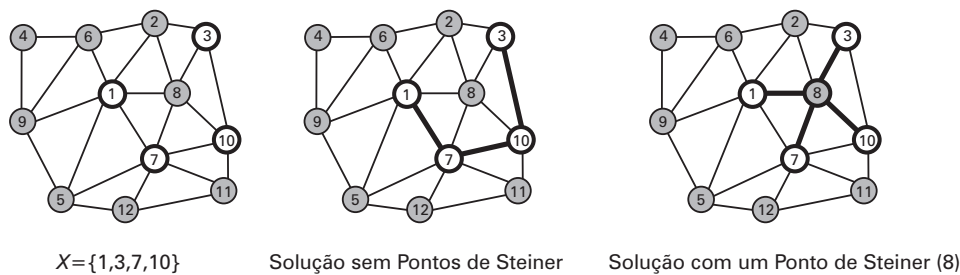 4 6 2 3 1 8 9 10 7 5 12 11
4 6 2 3 1 8 9 10 7 5 12 11
4 6 2 3 1 8 9 10 7 5 12 11
X={1,3,7,10}
Solução sem Pontos de Steiner
Solução com um Ponto de Steiner (8)